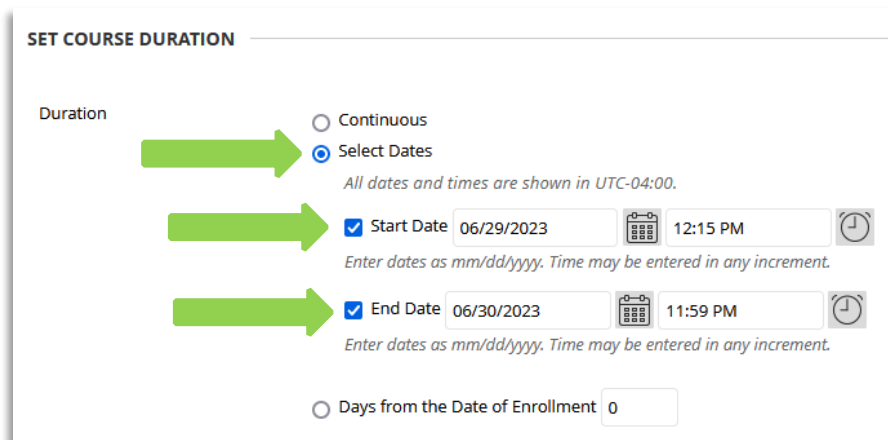 SET COURSE DURATION
Duration
Continuous
Select Dates
All dates and times are shown in UTC-04:00.
Start Date 06/29/2023 12:15 PM
Enter dates as mm/dd/yyyy. Time may be entered in any increment.
End Date 06/30/2023 11:59 PM
Enter dates as mm/dd/yyyy. Time may be entered in any increment.
Days from the Date of Enrollment 0